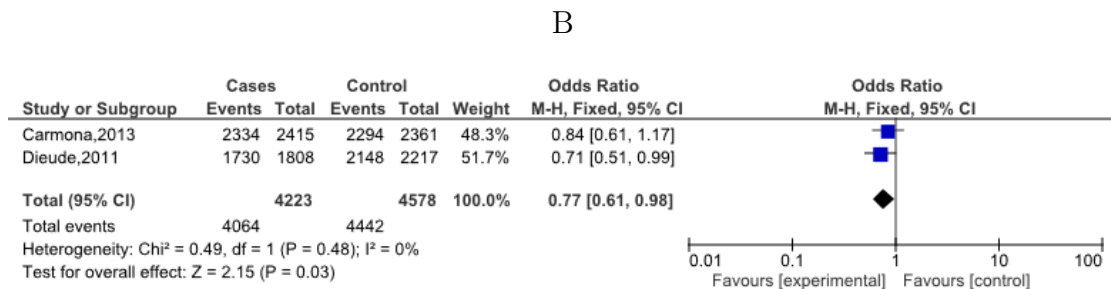 B
Cases Control Odds Ratio Odds Ratio
Study or Subgroup Events Total Events Total Weight M-H, Fixed, 95% CI M-H, Fixed, 95% CI
Carmona,2013 2334 2415 2294 2361 48.3% 0.84 [0.61, 1.17]
Dieude,2011 1730 1808 2148 2217 51.7% 0.71 [0.51, 0.99]
Total (95% CI) 4223 4578 100.0% 0.77 [0.61, 0.98]
Total events 4064 4442
Heterogeneity: Chi² = 0.49, df = 1 (P = 0.48); I² = 0%
Test for overall effect: Z = 2.15 (P = 0.03)
0.01 0.1 1 10 100
Favours [experimental] Favours [control]